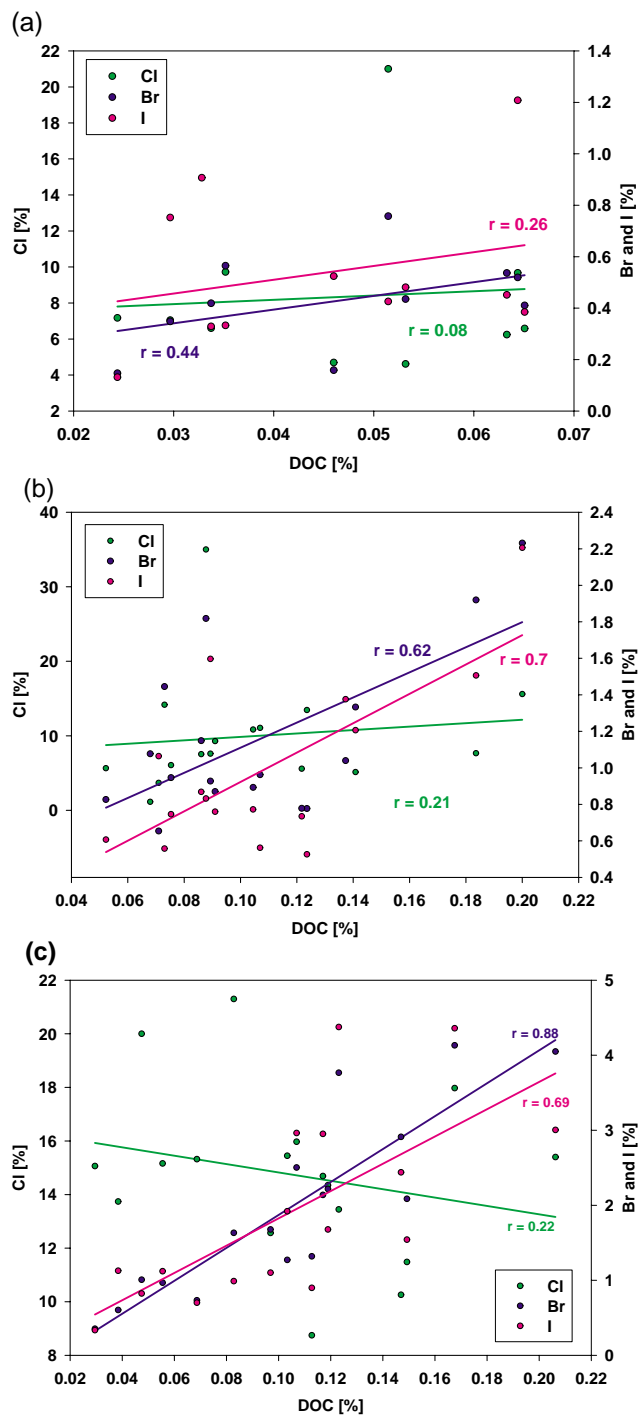 (a)
22
20
18
16
14
12
10
8
6
4
2
Cl [%]
Cl
Br
I
1.4
1.2
1.0
0.8
0.6
0.4
0.2
0.0
Br and I [%]
r = 0.26
r = 0.08
r = 0.44
0.02 0.03 0.04 0.05 0.06 0.07
DOC [%]
(b)
40
30
20
10
0
Cl [%]
Cl
Br
I
2.4
2.2
2.0
1.8
1.6
1.4
1.2
1.0
0.8
0.6
0.4
Br and I [%]
r = 0.62
r = 0.7
r = 0.21
0.04 0.06 0.08 0.10 0.12 0.14 0.16 0.18 0.20 0.22
DOC [%]
(c)
22
20
18
16
14
12
10
8
Cl [%]
5
4
3
2
1
0
Br and I [%]
r = 0.88
r = 0.69
r = 0.22
Cl
Br
I
0.02 0.04 0.06 0.08 0.10 0.12 0.14 0.16 0.18 0.20 0.22
DOC [%]